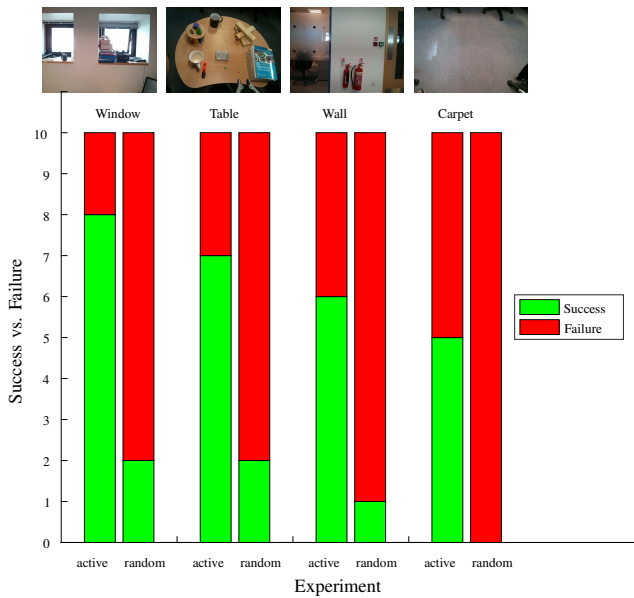 Window Table Wall Carpet
10
9
8
7
6
5
4
3
2
1
0
Success vs. Failure
active random active random active random active random
Experiment
Success
Failure